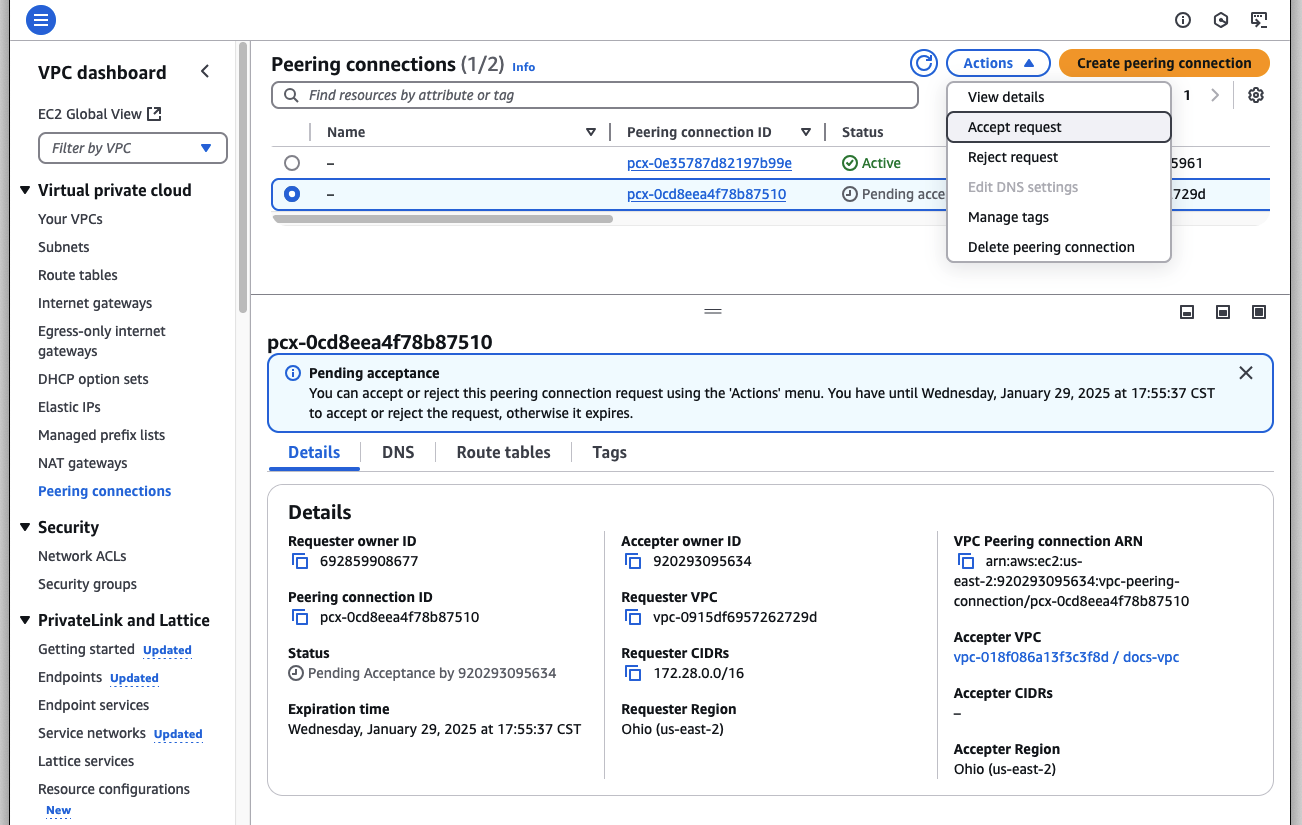 VPC dashboard
EC2 Global View
Filter by VPC
Virtual private cloud
Your VPCs
Subnets
Route tables
Internet gateways
Egress-only internet
gateways
DHCP option sets
Elastic IPs
Managed prefix lists
NAT gateways
Peering connections
Security
Network ACLs
Security groups
PrivateLink and Lattice
Getting started Updated
Endpoints Updated
Endpoint services
Service networks Updated
Lattice services
Resource configurations
New
Peering connections (1/2) Info
Actions
Create peering connection
Find resources by attribute or tag
1
View details
Accept request
Reject request
Edit DNS settings
Manage tags
Delete peering connection
Name Peering connection ID Status
– pcx-0e35787d82197b99e Active 5961
– pcx-0cd8eea4f78b87510 Pending acce 729d
pcx-0cd8eea4f78b87510
Pending acceptance
You can accept or reject this peering connection request using the 'Actions' menu. You have until Wednesday, January 29, 2025 at 17:55:37 CST
to accept or reject the request, otherwise it expires.
Details DNS Route tables Tags
Details
Requester owner ID
692859908677
Peering connection ID
pcx-0cd8eea4f78b87510
Status
Pending Acceptance by 920293095634
Expiration time
Wednesday, January 29, 2025 at 17:55:37 CST
Accepter owner ID
920293095634
Requester VPC
vpc-0915df6957262729d
Requester CIDRs
172.28.0.0/16
Requester Region
Ohio (us-east-2)
VPC Peering connection ARN
arn:aws:ec2:us-
east-2:920293095634:vpc-peering-
connection/pcx-0cd8eea4f78b87510
Accepter VPC
vpc-018f086a13f3c3f8d / docs-vpc
Accepter CIDRs
–
Accepter Region
Ohio (us-east-2)